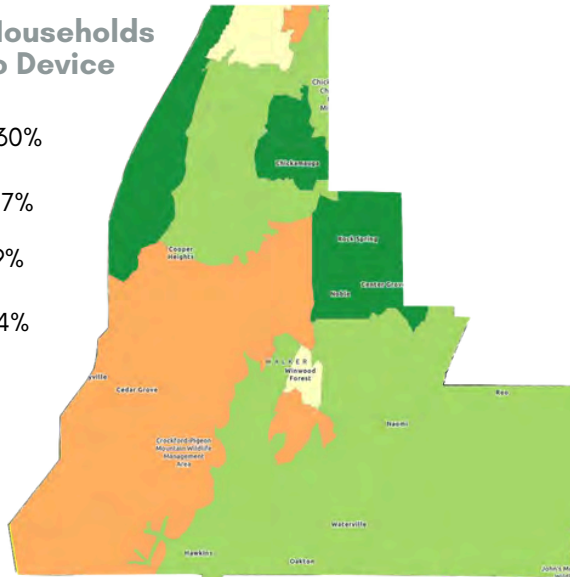 Households
Device
30%
7%
9%
4%
Chickamauga
Rock Spring
Cooper
Heights
Noble
Center Grove
WALKER
Winwood
Forest
Cedar Grove
Naomi
Crockford-Pigeon
Mountain Wildlife
Management
Area
Waterville
Hawkins
Oakton